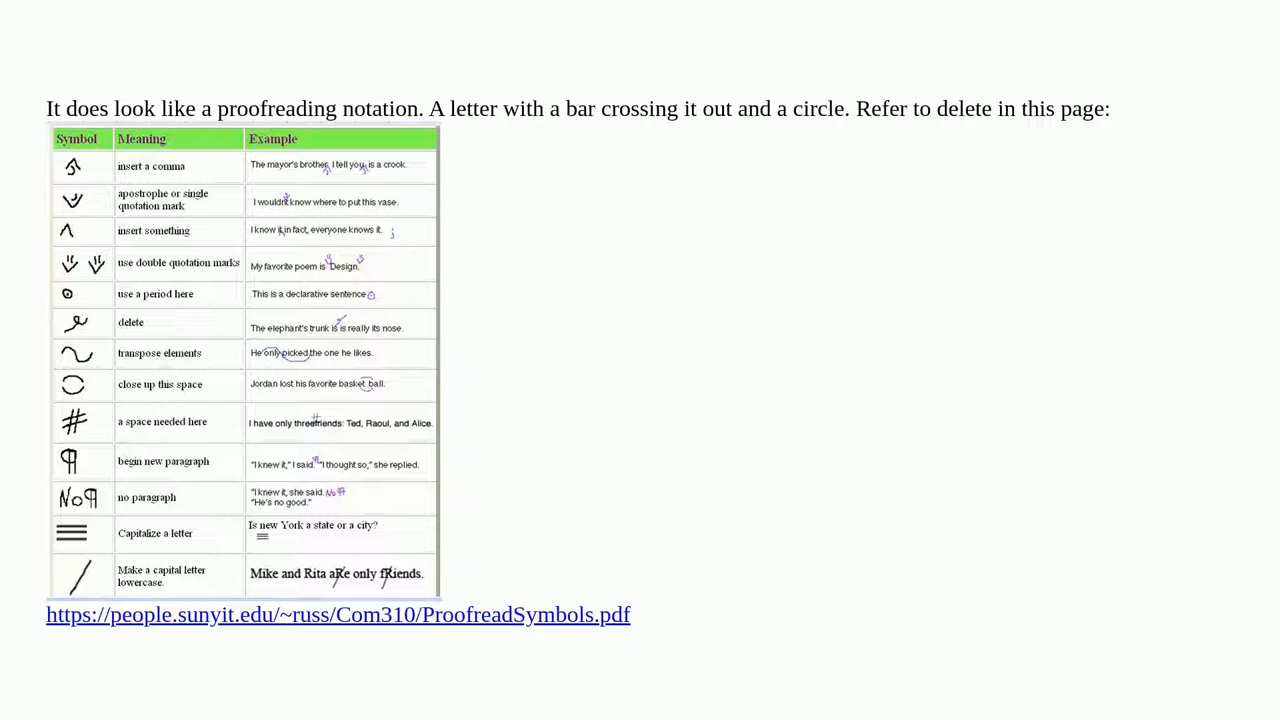 It does look like a proofreading notation. A letter with a bar crossing it out and a circle. Refer to delete in this page:
Symbol Meaning Example
insert a comma The mayor's brother, I tell you, is a crook.
apostrophe or single
quotation mark I wouldn't know where to put this vase.
insert something I know it in fact, everyone knows it. ;
use double quotation marks My favorite poem is Design.
use a period here This is a declarative sentence
delete The elephant's trunk is is really its nose.
transpose elements He only picked the one he likes.
close up this space Jordan lost his favorite basket ball.
# a space needed here I have only threefriends: Ted, Raoul, and Alice.
¶ begin new paragraph "I knew it," I said. ¶ "I thought so," she replied.
No¶ no paragraph "I knew it, she said. No¶
"He's no good."
Capitalize a letter Is new York a state or a city?
Make a capital letter
lowercase. Mike and Rita aRe only fRiends.
https://people.sunyit.edu/~russ/Com310/ProofreadSymbols.pdf